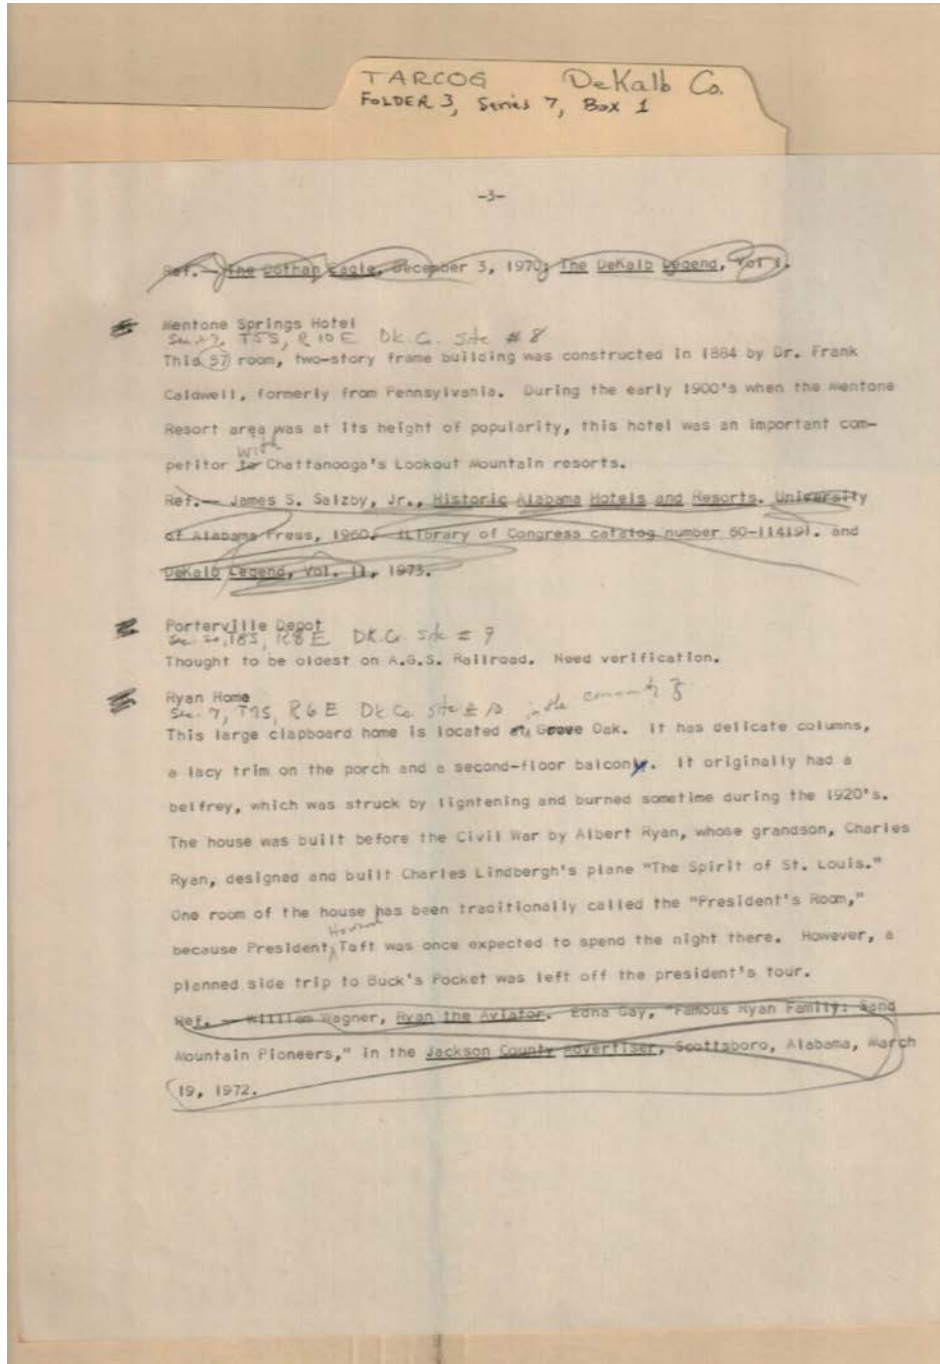 TARCOG DeKalb Co.
FOLDER 3, Series 7, Box 1
-3-
Ref.— The Dothan Eagle, December 3, 1970; The DeKalb Legend, Vol I.
Mentone Springs Hotel
Sec. 27, T5S, R 10 E Dk. C. site # 8
This 57 room, two-story frame building was constructed in 1884 by Dr. Frank
Caldwell, formerly from Pennsylvania. During the early 1900's when the Mentone
Resort area was at its height of popularity, this hotel was an important com-
with
petitor to Chattanooga's Lookout Mountain resorts.
Ref.— James S. Salzby, Jr., Historic Alabama Hotels and Resorts. University
of Alabama Press, 1960. (Library of Congress catalog number 60-11419). and
DeKalb Legend, Vol. II, 1973.
Porterville Depot
Sec. T8S, R8E DK.Co. site # 9
Thought to be oldest on A.G.S. Railroad. Need verification.
in the community of
Ryan Home
Sec. 7, T7S, R6E Dk Co. site # 10
This large clapboard home is located at Grove Oak. It has delicate columns,
a lacy trim on the porch and a second-floor balcony. It originally had a
belfrey, which was struck by lightening and burned sometime during the 1920's.
The house was built before the Civil War by Albert Ryan, whose grandson, Charles
Ryan, designed and built Charles Lindbergh's plane "The Spirit of St. Louis."
One room of the house has been traditionally called the "President's Room,"
Howard
because President Taft was once expected to spend the night there. However, a
planned side trip to Buck's Pocket was left off the president's tour.
Ref. — William Wagner, Ryan the Aviator. Edna Gay, "Famous Ryan Family: Sand
Mountain Pioneers," in the Jackson County Advertiser, Scottsboro, Alabama, March
19, 1972.